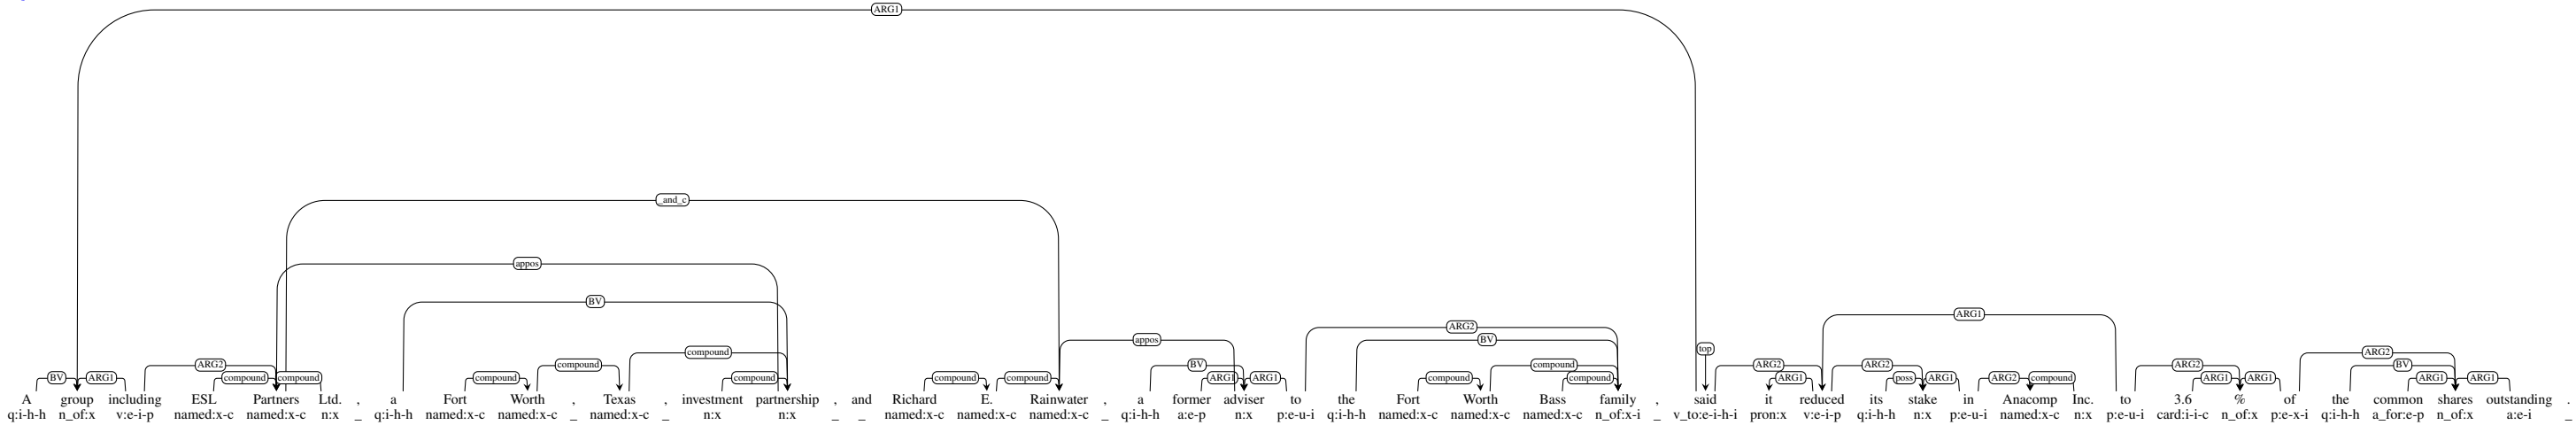 ARG1
_and_c
appos
BV
ARG1
ARG2 appos BV
top
compound ARG2
ARG2 compound BV compound ARG2 ARG2 ARG2 BV
BV ARG1 compound compound compound compound compound compound ARG1 ARG1 compound compound ARG1 poss ARG1 ARG2 compound ARG1 ARG1 ARG1 ARG1
A group including ESL Partners Ltd. , a Fort Worth , Texas , investment partnership , and Richard E. Rainwater , a former adviser to the Fort Worth Bass family , said it reduced its stake in Anacomp Inc. to 3.6 % of the common shares outstanding .
q:i-h-h n_of:x v:e-i-p named:x-c named:x-c n:x _ q:i-h-h named:x-c named:x-c _ named:x-c _ n:x n:x _ _ named:x-c named:x-c named:x-c _ q:i-h-h a:e-p n:x p:e-u-i q:i-h-h named:x-c named:x-c named:x-c n_of:x-i _ v_to:e-i-h-i pron:x v:e-i-p q:i-h-h n:x p:e-u-i named:x-c n:x p:e-u-i card:i-i-c n_of:x p:e-x-i q:i-h-h a_for:e-p n_of:x a:e-i _